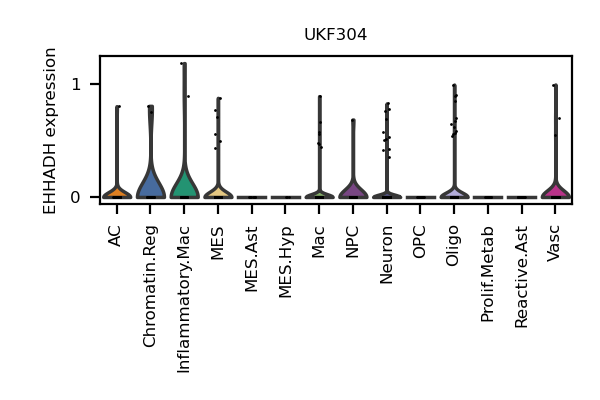 UKF304
EHHADH expression
1
0
AC
Chromatin.Reg
Inflammatory.Mac
MES
MES.Ast
MES.Hyp
Mac
NPC
Neuron
OPC
Oligo
Prolif.Metab
Reactive.Ast
Vasc